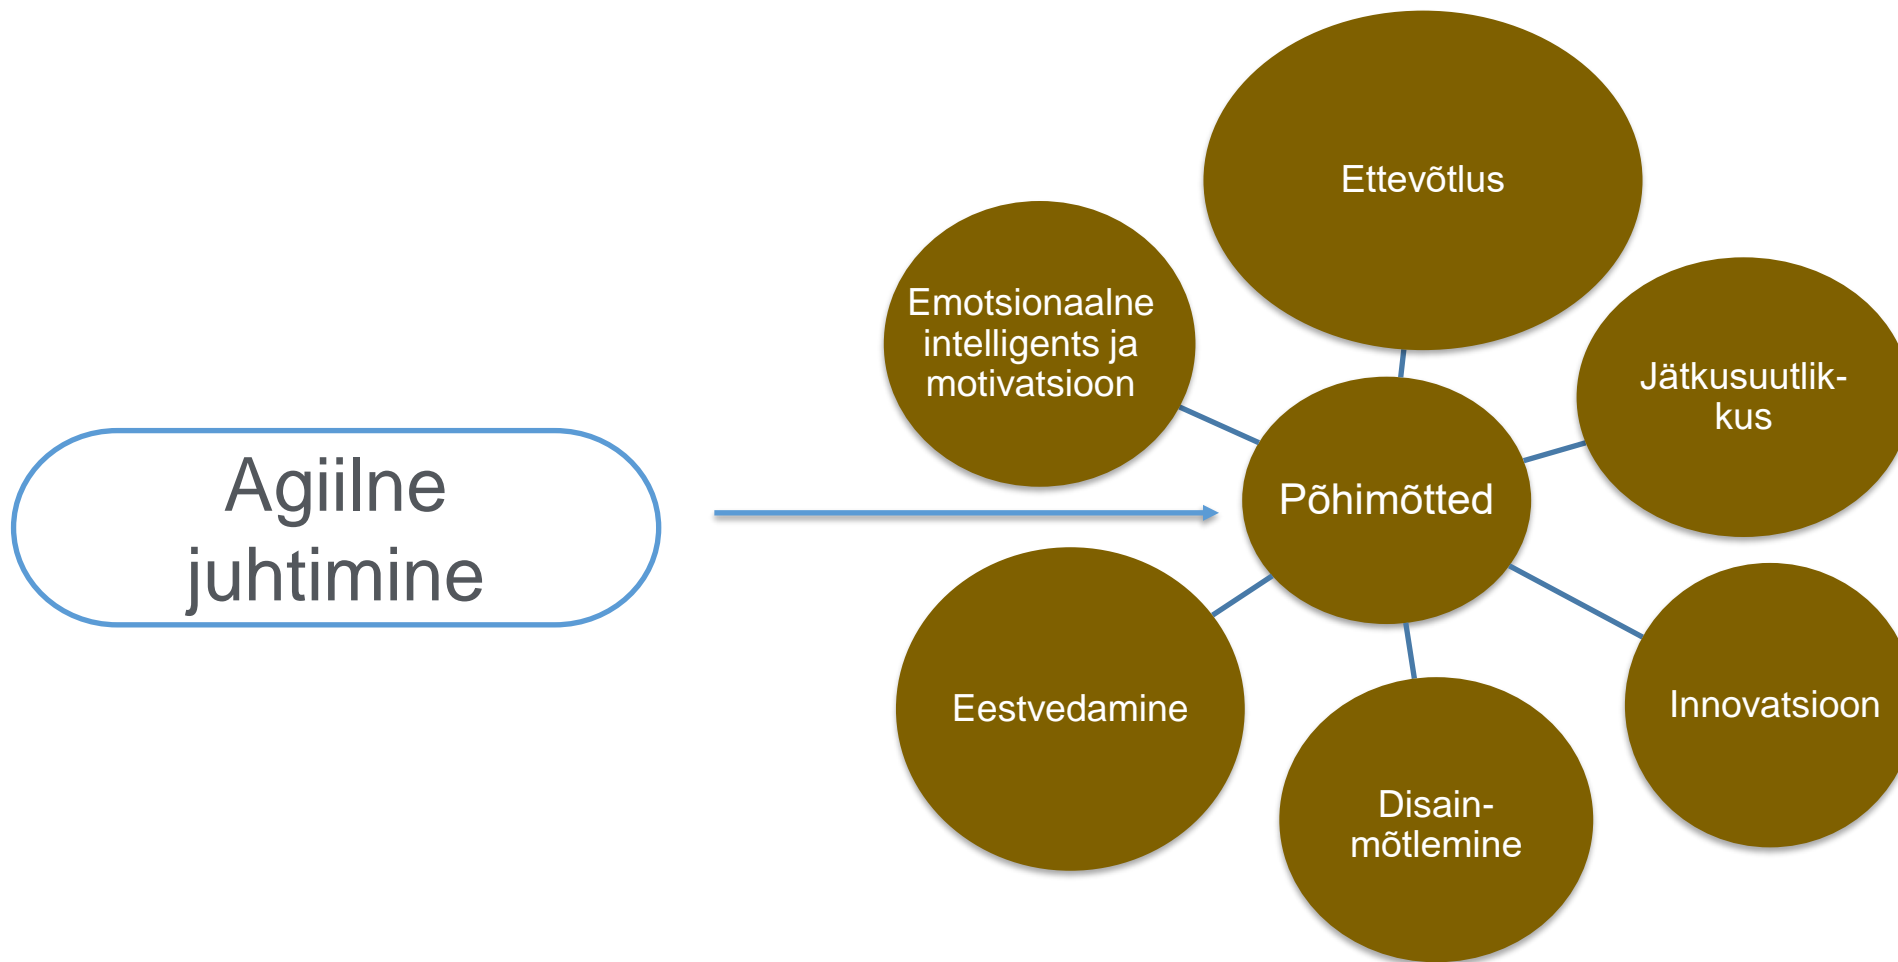 Agiilne
juhtimine
Põhimõtted
Ettevõtlus
Jätkusuutlik-
kus
Innovatsioon
Disain-
mõtlemine
Eestvedamine
Emotsionaalne
intelligents ja
motivatsioon